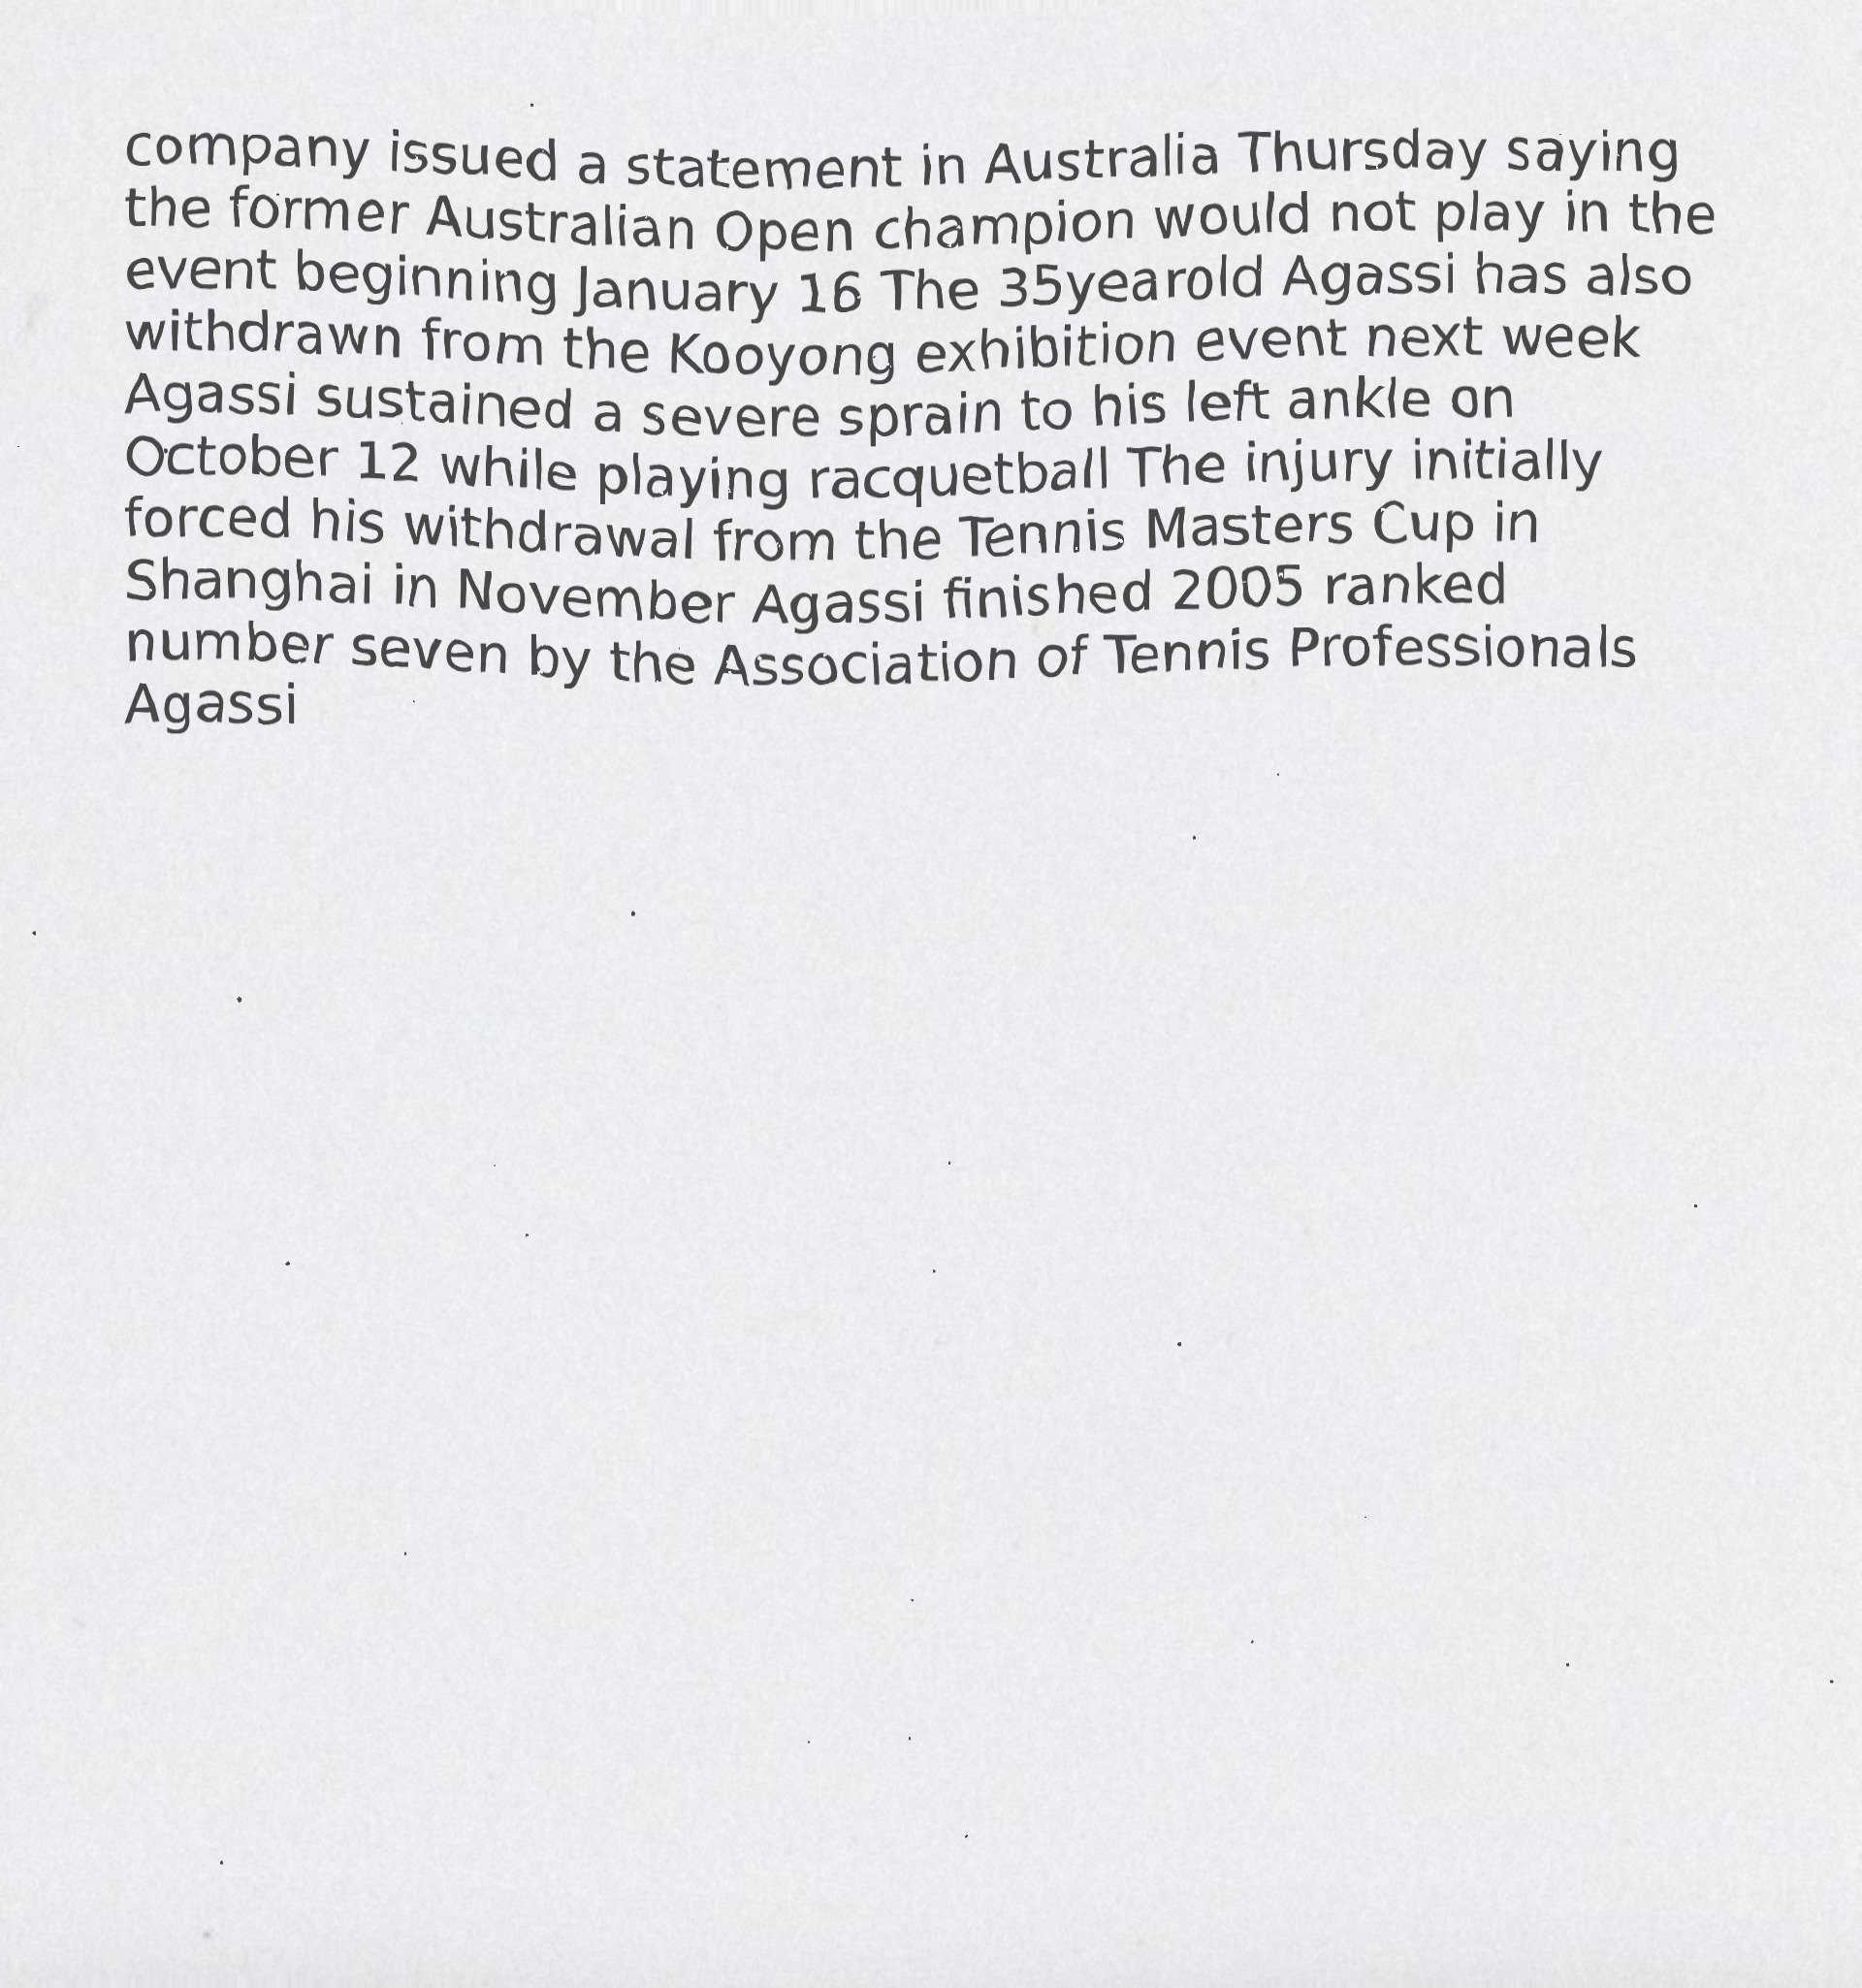 company issued a statement in Australia Thursday saying
the former Australian Open champion would not play in the
event beginning January 16 The 35yearold Agassi has also
withdrawn from the Kooyong exhibition event next week
Agassi sustained a severe sprain to his left ankle on
October 12 while playing racquetball The injury initially
forced his withdrawal from the Tennis Masters Cup in
Shanghai in November Agassi finished 2005 ranked
number seven by the Association of Tennis Professionals
Agassi